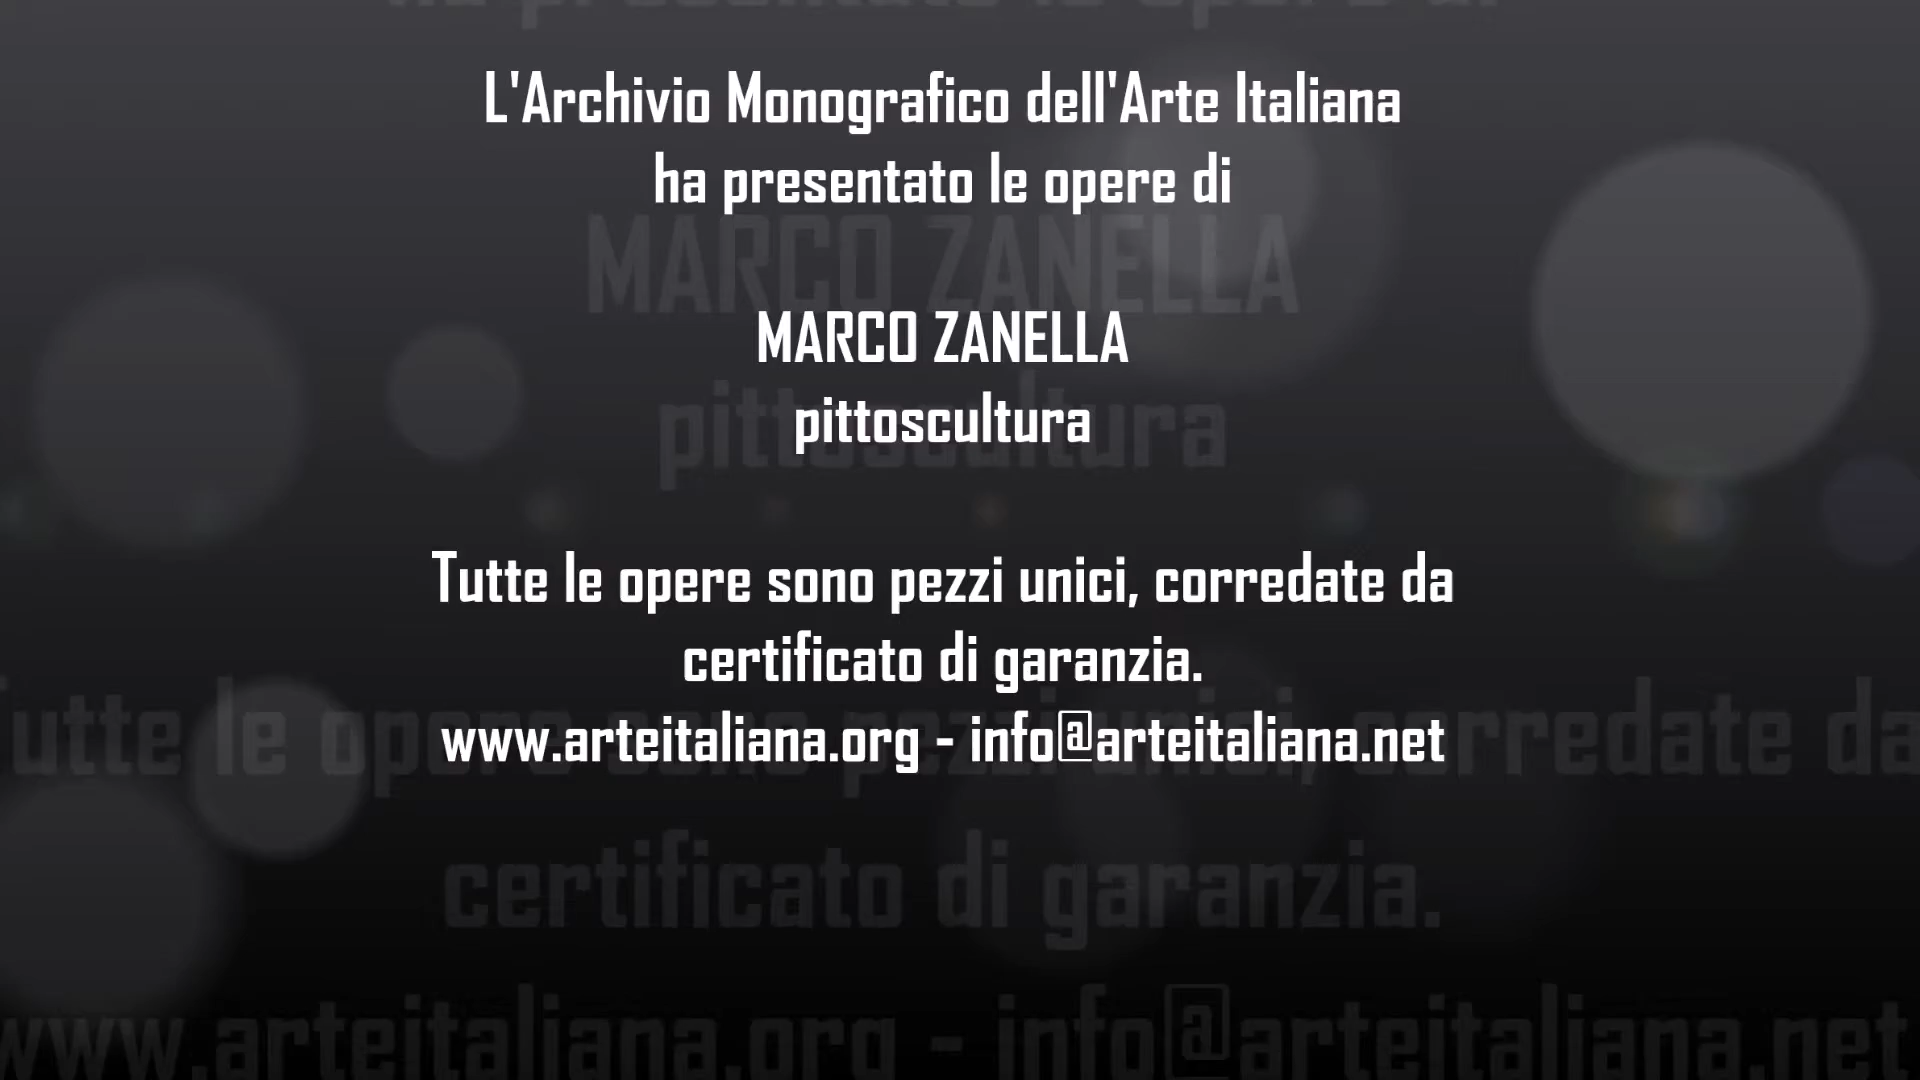 L'Archivio Monografico dell'Arte Italiana
ha presentato le opere di
MARCO ZANELLA
pittoscultura
Tutte le opere sono pezzi unici, corredate da
certificato di garanzia.
www.arteitaliana.org - info@arteitaliana.net